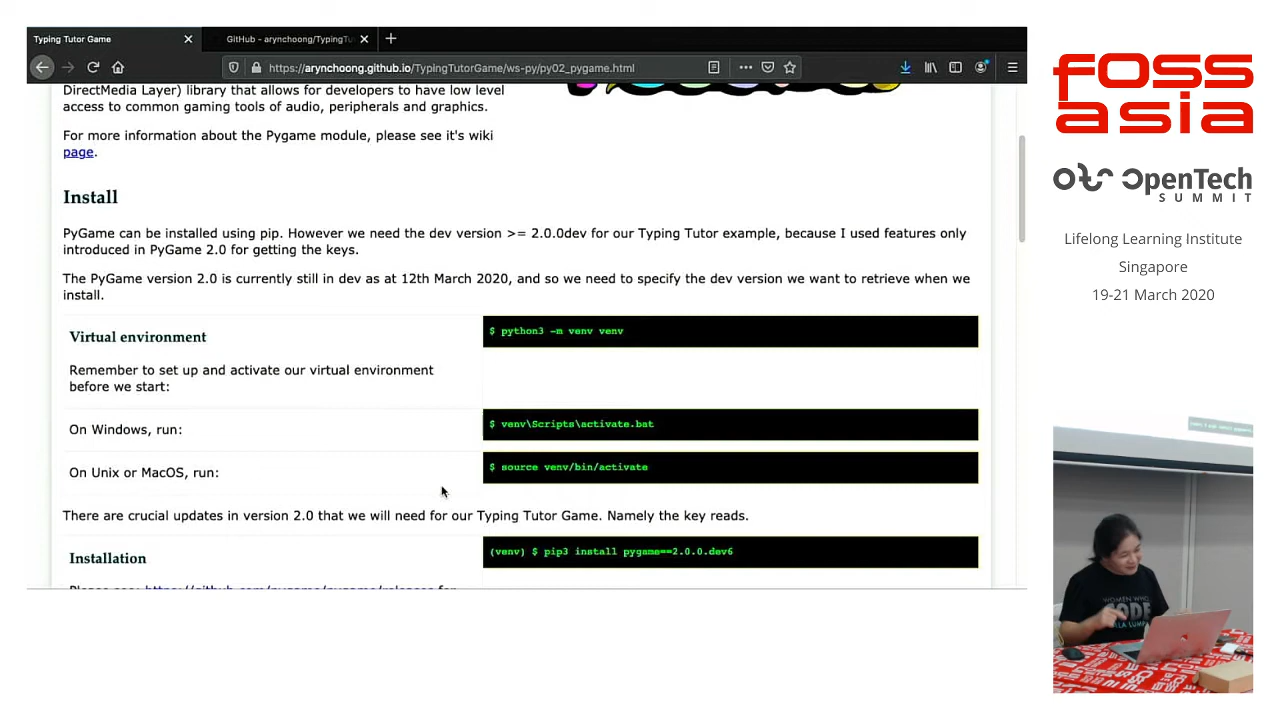 Typing Tutor Game
GitHub - arynchoong/TypingTu
https://arynchoong.github.io/TypingTutorGame/ws-py/py02_pygame.html
DirectMedia Layer) library that allows for developers to have low level
access to common gaming tools of audio, peripherals and graphics.
For more information about the Pygame module, please see it's wiki
page.
Install
PyGame can be installed using pip. However we need the dev version >= 2.0.0dev for our Typing Tutor example, because I used features only
introduced in PyGame 2.0 for getting the keys.
The PyGame version 2.0 is currently still in dev as at 12th March 2020, and so we need to specify the dev version we want to retrieve when we
install.
Virtual environment
$ python3 -m venv venv
Remember to set up and activate our virtual environment
before we start:
On Windows, run:
$ venv\Scripts\activate.bat
On Unix or MacOS, run:
$ source venv/bin/activate
There are crucial updates in version 2.0 that we will need for our Typing Tutor Game. Namely the key reads.
Installation
(venv) $ pip3 install pygame==2.0.0.dev6
FOSS
asia
OpenTech
SUMMIT
Lifelong Learning Institute
Singapore
19-21 March 2020
WOMEN WHO
CODE